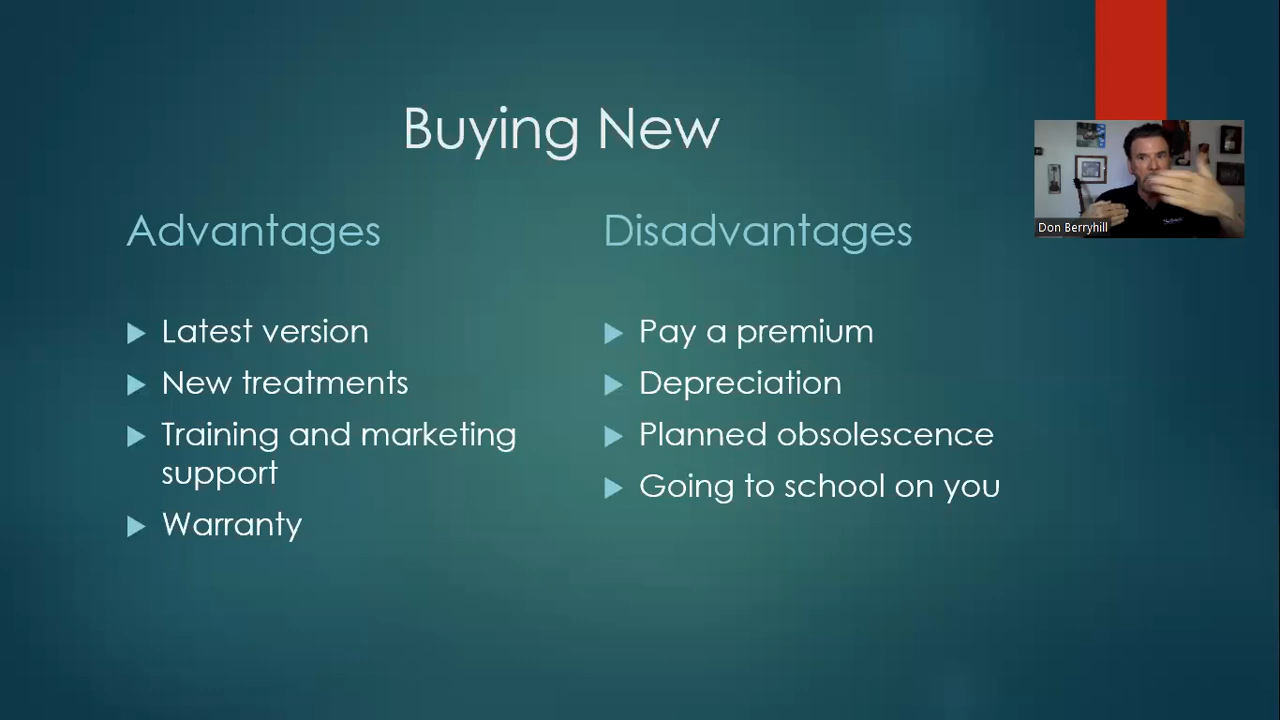 Buying New
Advantages
Latest version
New treatments
Training and marketing
support
Warranty
Disadvantages
Pay a premium
Depreciation
Planned obsolescence
Going to school on you
Don Berryhill